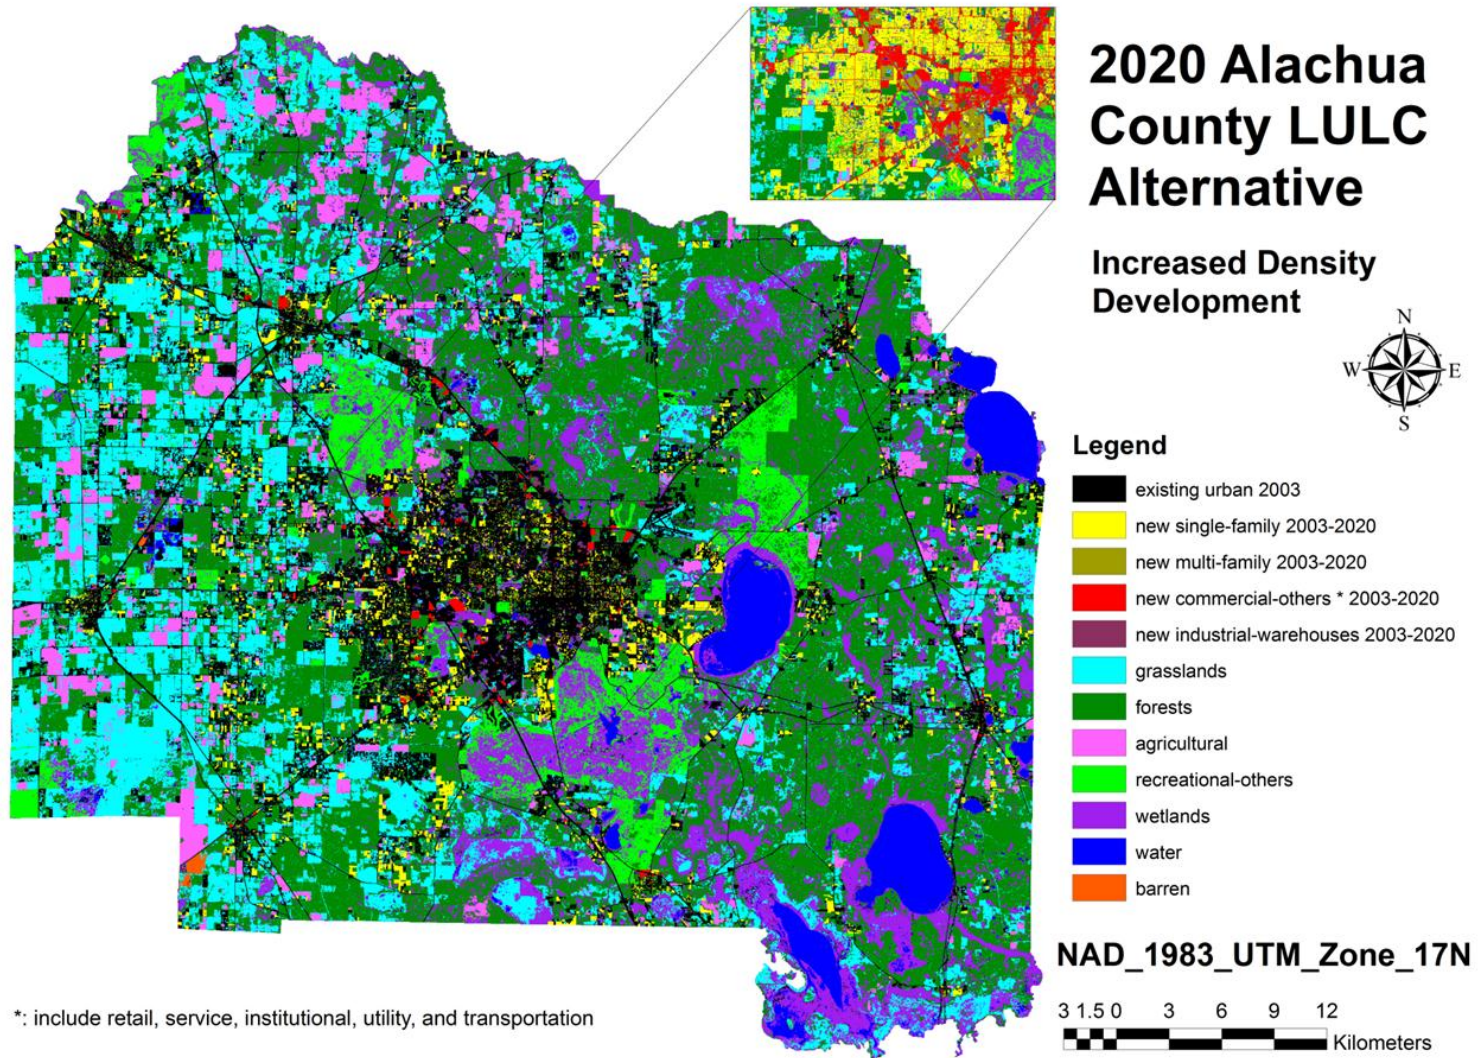 2020 Alachua
County LULC
Alternative
Increased Density
Development
N
W E
S
Legend
existing urban 2003
new single-family 2003-2020
new multi-family 2003-2020
new commercial-others * 2003-2020
new industrial-warehouses 2003-2020
grasslands
forests
agricultural
recreational-others
wetlands
water
barren
NAD_1983_UTM_Zone_17N
3 1.5 0 3 6 9 12
Kilometers
*: include retail, service, institutional, utility, and transportation